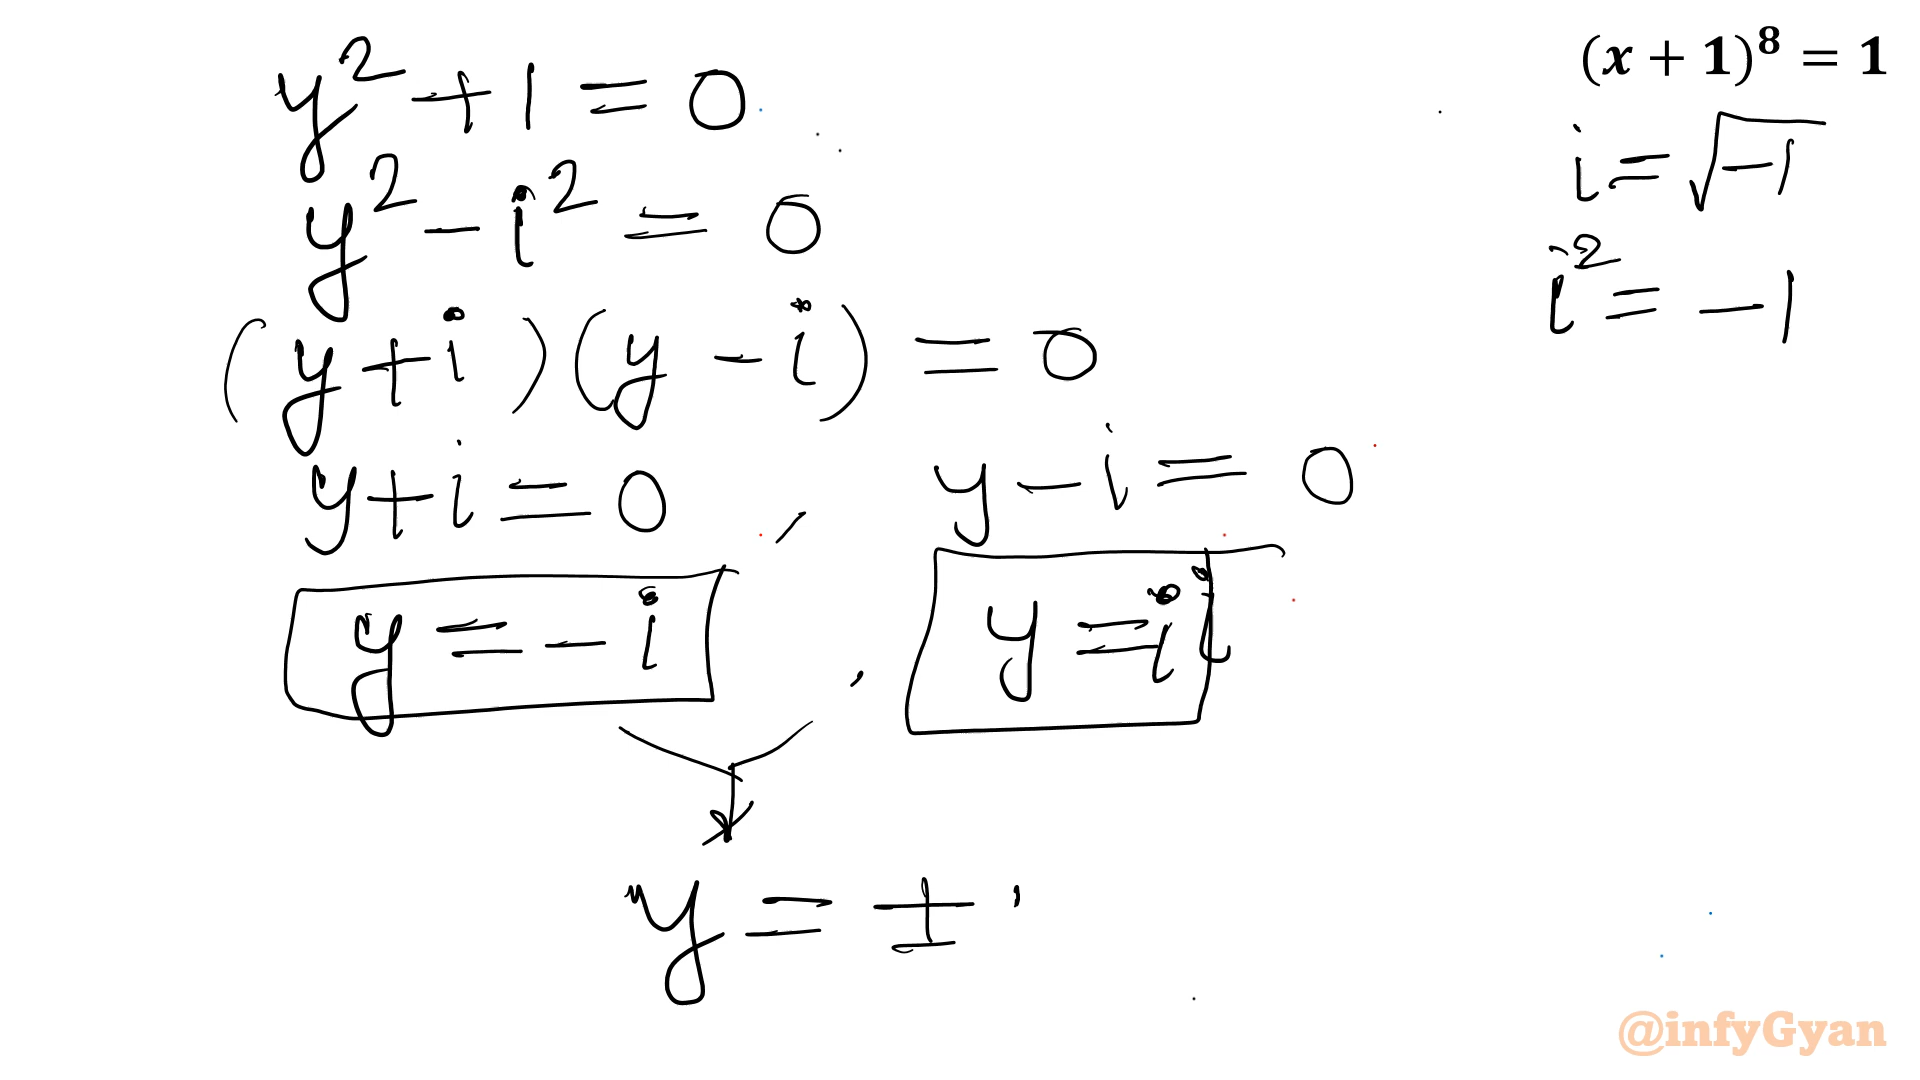 (x + 1)⁸ = 1
y² + 1 = 0
i = √-1
y² - i² = 0
i² = -1
(y + i)(y - i) = 0
y + i = 0 , y - i = 0
y = - i , y = i i
y = ±
@infyGyan